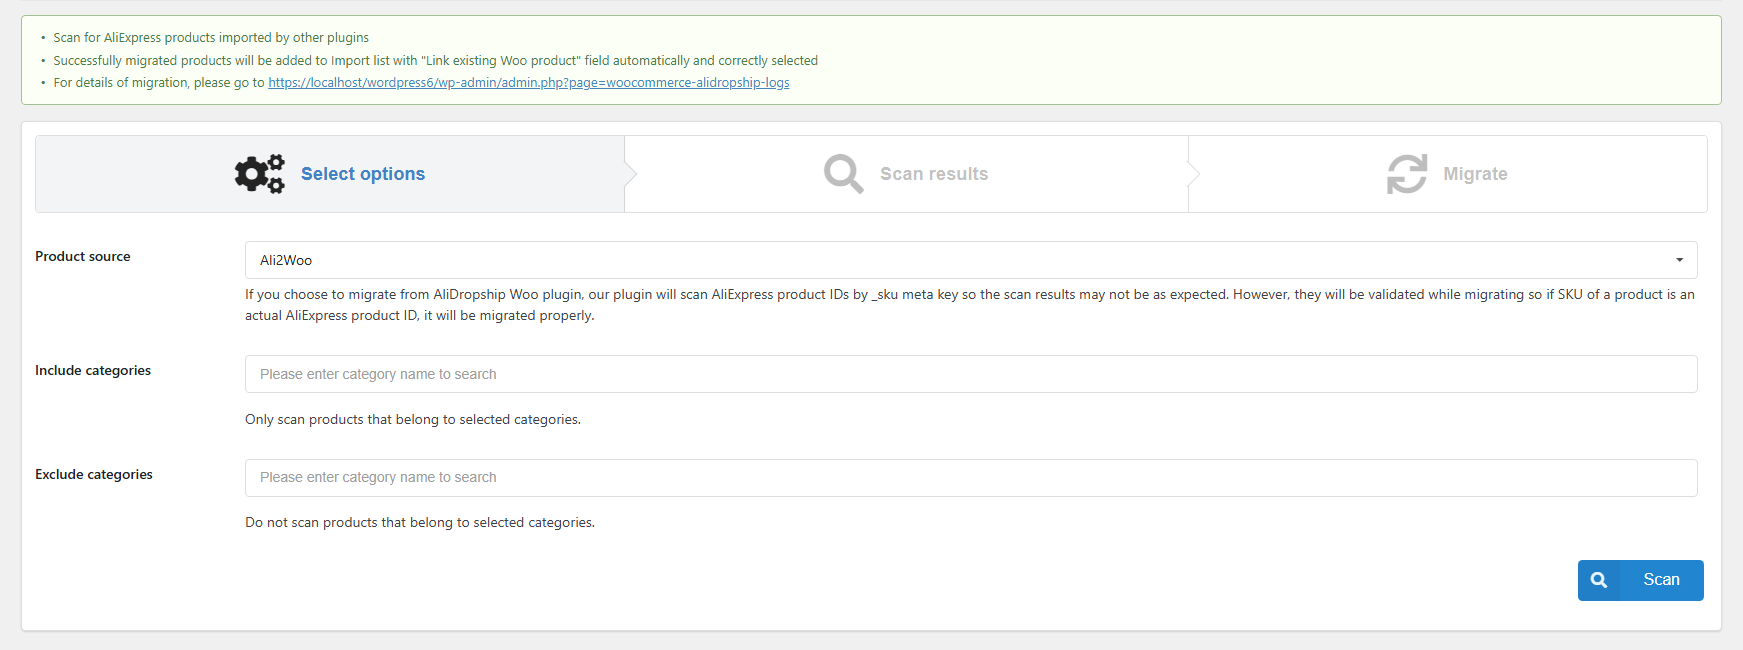 • Scan for AliExpress products imported by other plugins
• Successfully migrated products will be added to Import list with "Link existing Woo product" field automatically and correctly selected
• For details of migration, please go to https://localhost/wordpress6/wp-admin/admin.php?page=woocommerce-alidropship-logs
Select options
Scan results
Migrate
Product source
Ali2Woo
If you choose to migrate from AliDropship Woo plugin, our plugin will scan AliExpress product IDs by _sku meta key so the scan results may not be as expected. However, they will be validated while migrating so if SKU of a product is an
actual AliExpress product ID, it will be migrated properly.
Include categories
Please enter category name to search
Only scan products that belong to selected categories.
Exclude categories
Please enter category name to search
Do not scan products that belong to selected categories.
Scan